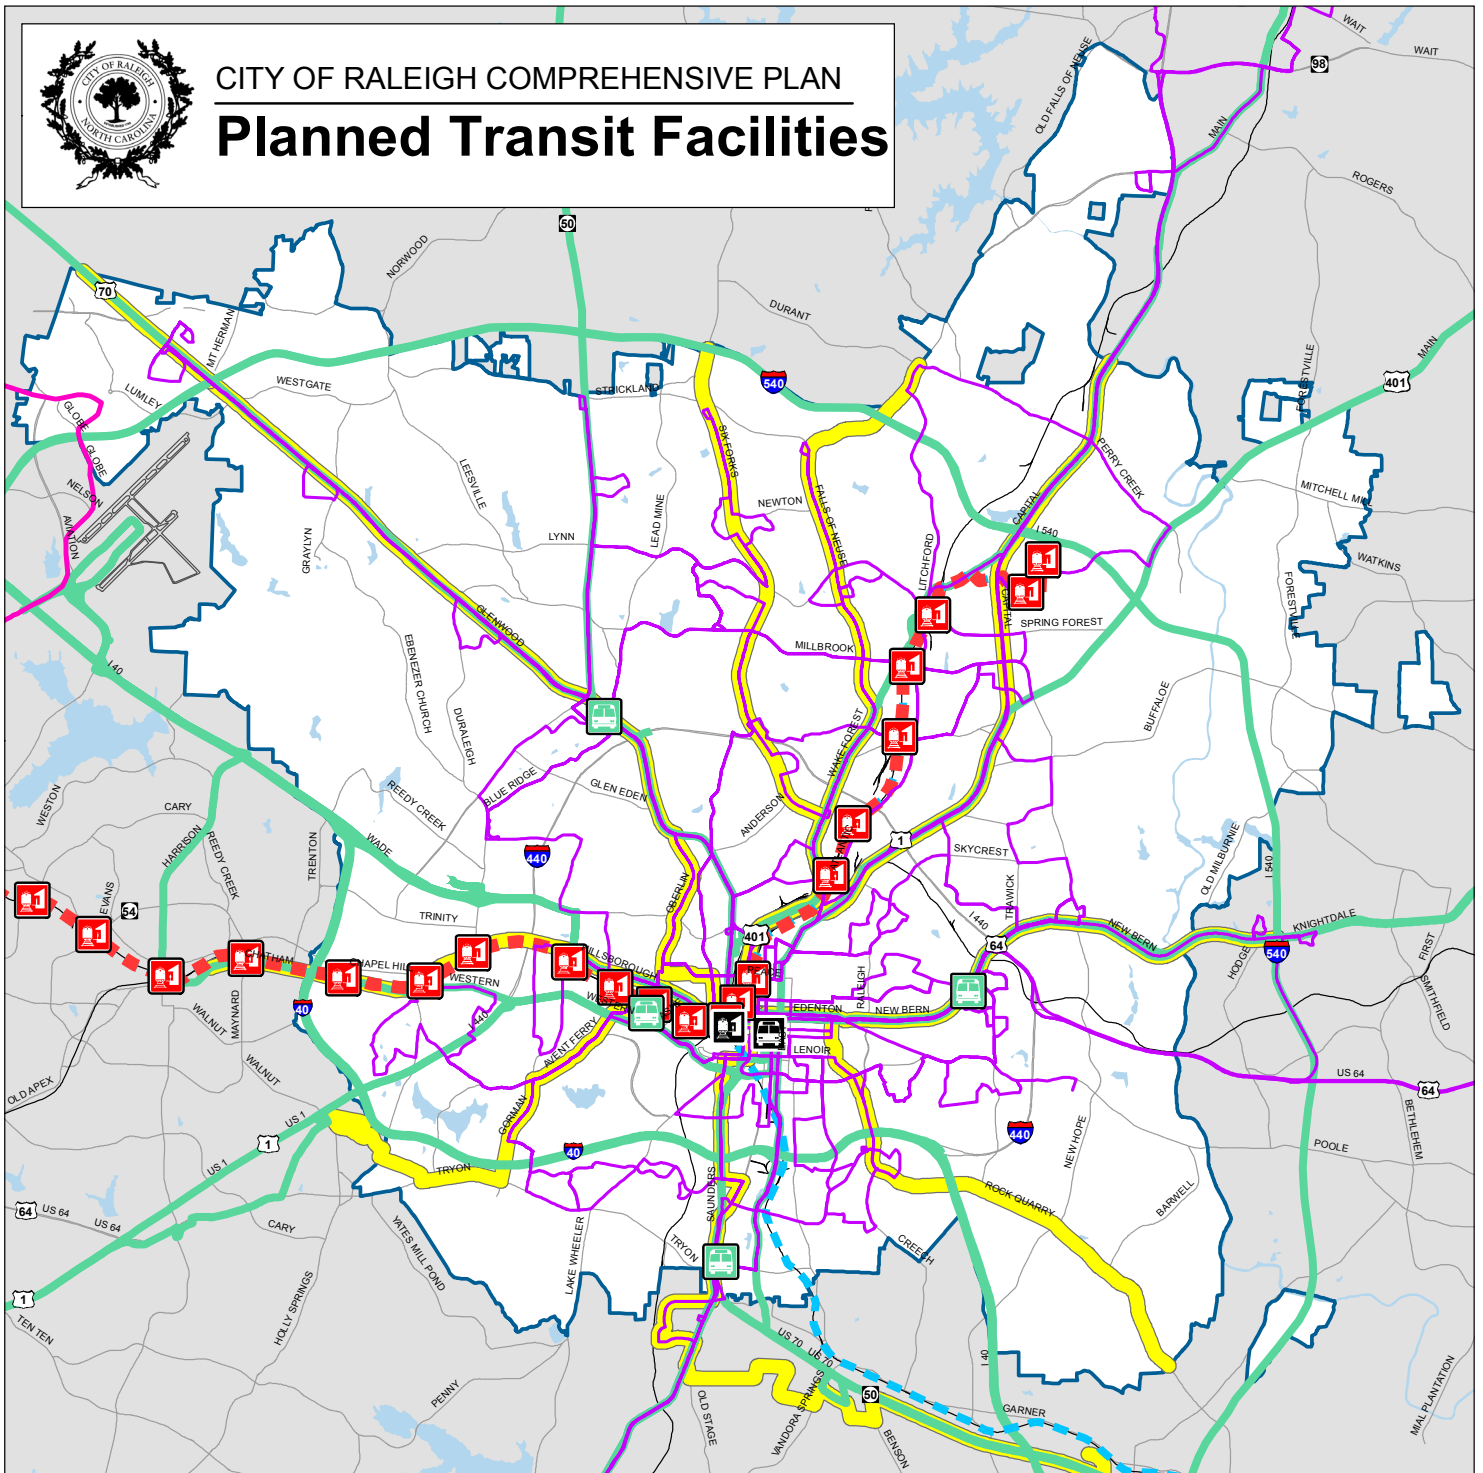 CITY OF RALEIGH COMPREHENSIVE PLAN
Planned Transit Facilities
CITY OF RALEIGH
NORTH CAROLINA
WAIT
WAIT
98
OLD FALLS OF NEUSE
MAIN
ROGERS
50
NORWOOD
70
DURANT
MT HERMAN
540
STRICKLAND
WESTGATE
LUMLEY
FORESTVILLE
MAIN
401
GLOBE
GLOBE
NELSON
AVIATION
LEESVILLE
SIX FORKS
PERRY CREEK
MITCHELL MILL
NEWTON
FALLS OF NEUSE
CAPITAL
LEAD MINE
GRAYLYN
LYNN
I 540
LITCHFORD
WATKINS
CAPITAL
FORESTVILLE
GLENWOOD
SPRING FOREST
MILLBROOK
I 40
EBENEZER CHURCH
DURALEIGH
BUFFALOE
WAKE FOREST
WESTON
CARY
BLUE RIDGE
GLEN EDEN
REEDY CREEK
ANDERSON
HARRISON
REEDY CREEK
TRENTON
WADE
440
ATLANTIC
1
SKYCREST
OLD MILBURNIE
I 540
EVANS
54
OBERLIN
TRAWICK
TRINITY
I 440
NEW BERN
KNIGHTDALE
401
64
HILLSBOROUGH
CHATHAM
CHAPEL HILL
WESTERN
PEACE
RALEIGH
HODGE
540
FIRST
SMITHFIELD
WALNUT
MAYNARD
40
I 440
WESTERN
EDENTON
NEW BERN
AVENT FERRY
LENOIR
WALNUT
OLD APEX
US 64
64
US 1
1
GORMAN
40
440
NEW HOPE
BETHLEHEM
POOLE
US 1
TRYON
SAUNDERS
ROCK QUARRY
BARWELL
64
US 64
US 64
CARY
YATES MILL POND
LAKE WHEELER
TRYON
CREECH
1
TEN TEN
HOLLY SPRINGS
US 70
US 70
I 40
PENNY
OLD STAGE
VANDORA SPRINGS
50
BENSON
GARNER
MIAL PLANTATION